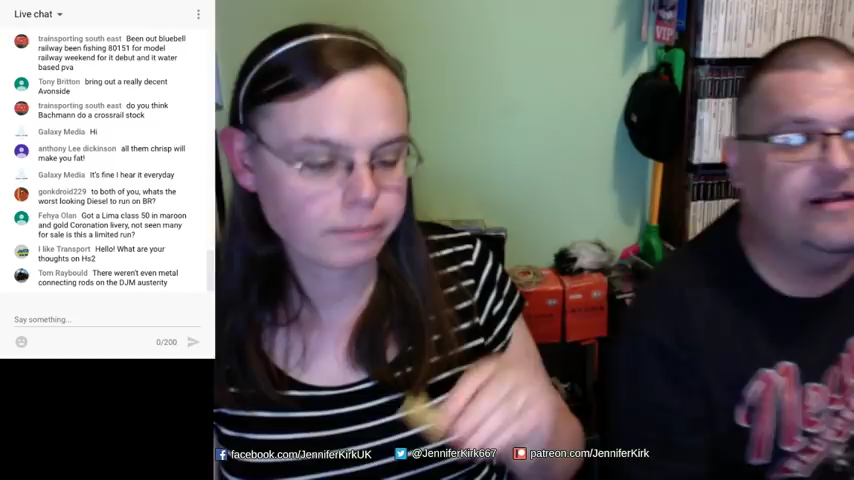 Live chat
trainsporting south east Been out bluebell
railway been fishing 80151 for model
railway weekend for it debut and it water
based pva
Tony Britton bring out a really decent
Avonside
trainsporting south east do you think
Bachmann do a crossrail stock
Galaxy Media Hi
anthony Lee dickinson all them chrisp will
make you fat!
Galaxy Media It's fine I hear it everyday
gonkdroid229 to both of you, whats the
worst looking Diesel to run on BR?
Fehya Olan Got a Lima class 50 in maroon
and gold Coronation livery, not seen many
for sale is this a limited run?
I like Transport Hello! What are your
thoughts on Hs2
Tom Raybould There weren't even metal
connecting rods on the DJM austerity
Say something...
0/200
VIP
facebook.com/JenniferKirkUK
@JenniferKirk667
patreon.com/JenniferKirk